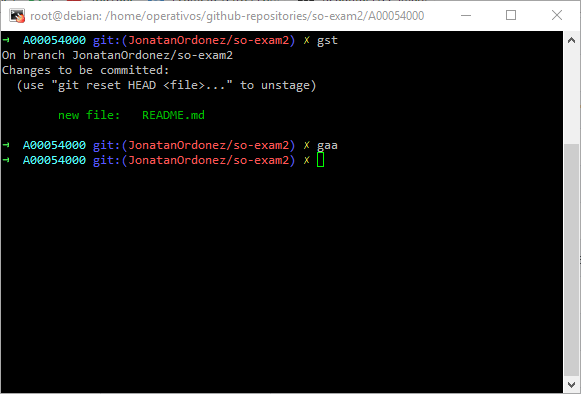 root@debian: /home/operativos/github-repositories/so-exam2/A00054000
→ A00054000 git:(JonatanOrdonez/so-exam2) ✗ gst
On branch JonatanOrdonez/so-exam2
Changes to be committed:
  (use "git reset HEAD <file>..." to unstage)
        new file:   README.md
→ A00054000 git:(JonatanOrdonez/so-exam2) ✗ gaa
→ A00054000 git:(JonatanOrdonez/so-exam2) ✗